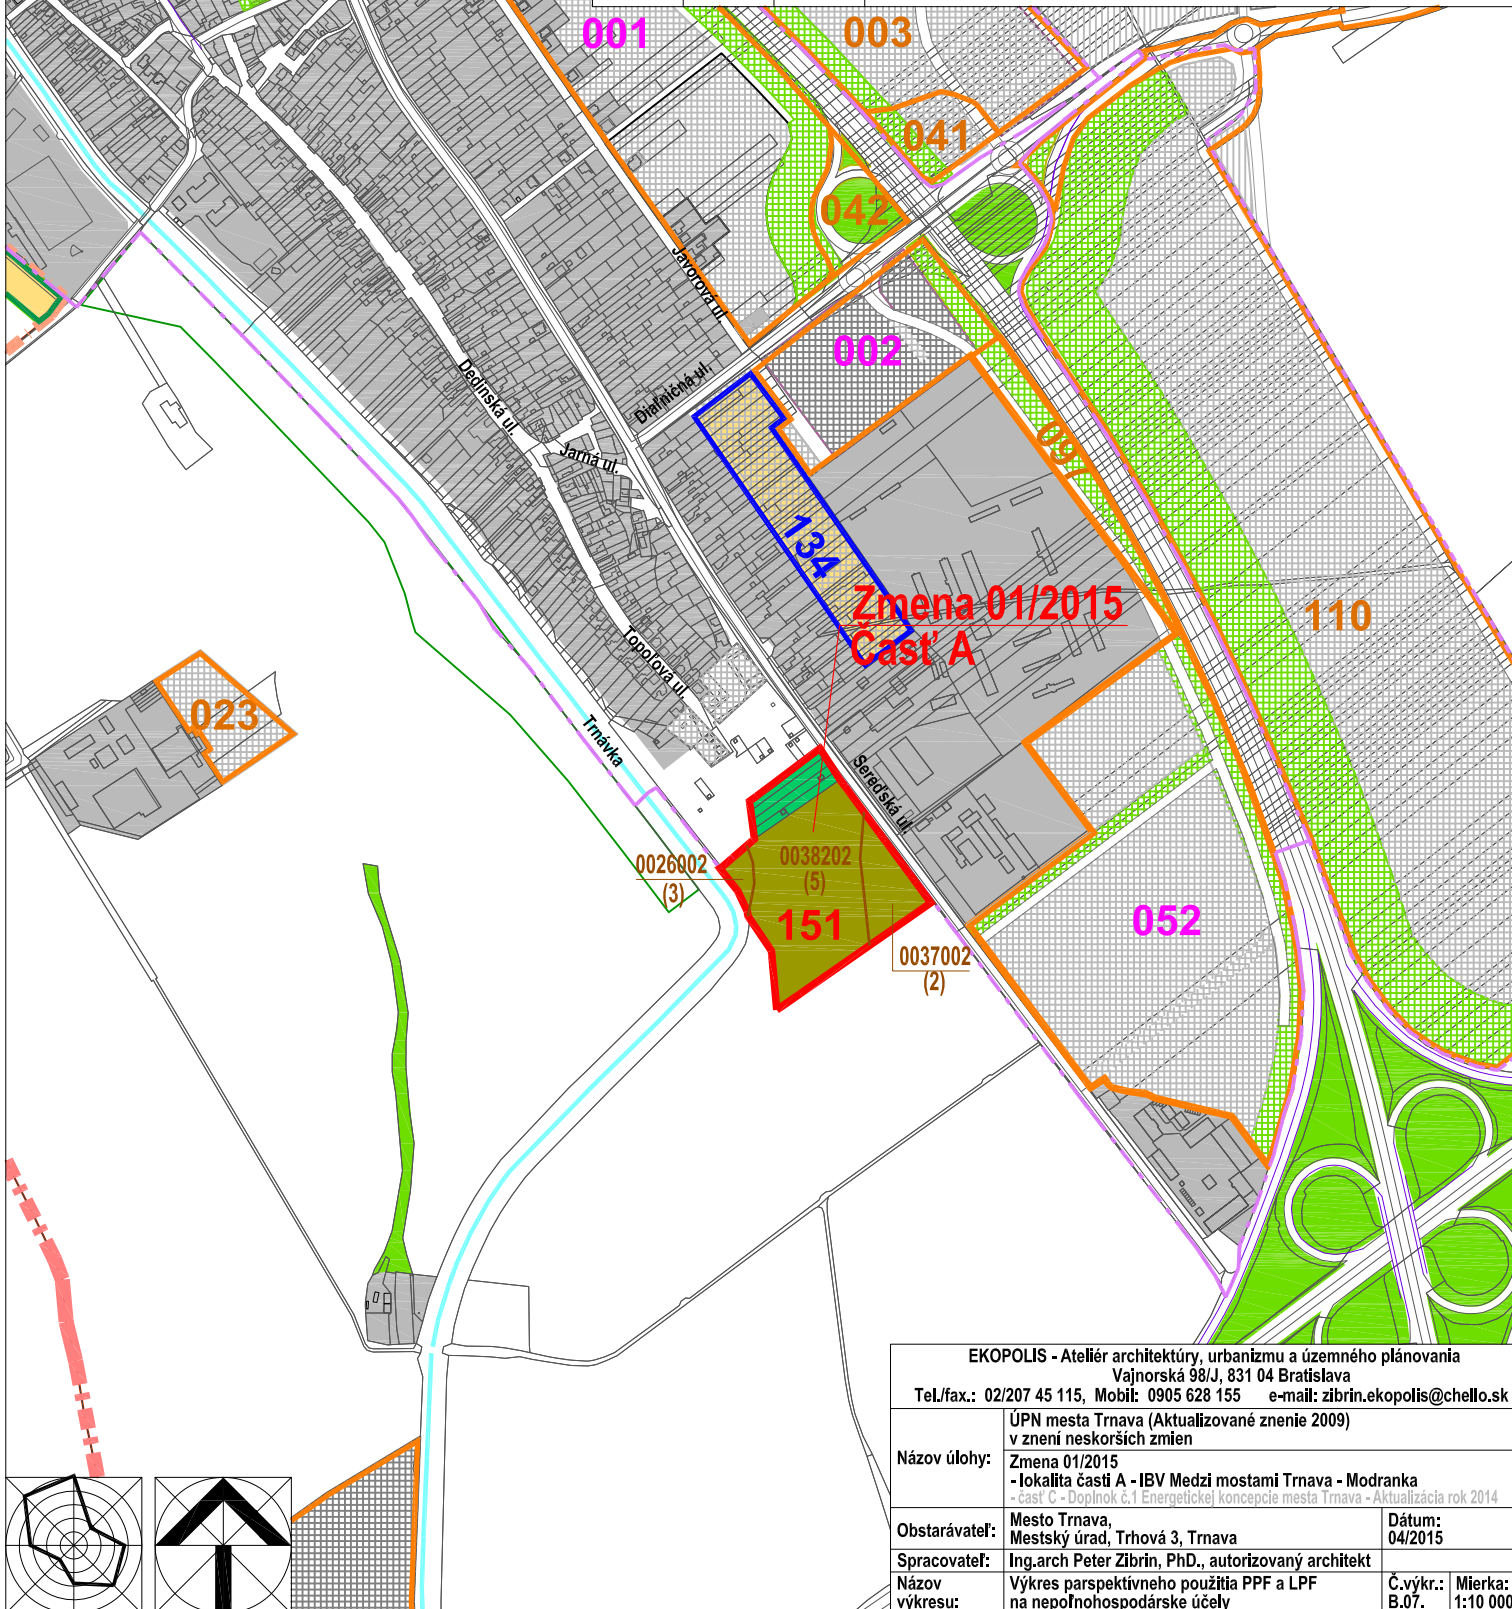 001
003
041
042
Javorová ul.
002
Diaľničná ul.
Dedinská ul.
Jarná ul.
097
134
Zmena 01/2015
Časť A
110
Topoľová ul.
023
Trnávka
Sereďská ul.
0026002
(3)
0038202
(5)
151
052
0037002
(2)
EKOPOLIS - Ateliér architektúry, urbanizmu a územného plánovania
Vajnorská 98/J, 831 04 Bratislava
Tel./fax.: 02/207 45 115, Mobil: 0905 628 155 e-mail: zibrin.ekopolis@chello.sk
Názov úlohy:
ÚPN mesta Trnava (Aktualizované znenie 2009)
v znení neskorších zmien
Zmena 01/2015
- lokalita časti A - IBV Medzi mostami Trnava - Modranka
- časť C - Doplnok č.1 Energetickej koncepcie mesta Trnava - Aktualizácia rok 2014
Obstarávateľ:
Mesto Trnava,
Mestský úrad, Trhová 3, Trnava
Dátum:
04/2015
Spracovateľ:
Ing.arch Peter Zibrin, PhD., autorizovaný architekt
Názov
výkresu:
Výkres parspektívneho použitia PPF a LPF
na nepoľnohospodárske účely
Č.výkr.:
B.07.
Mierka:
1:10 000